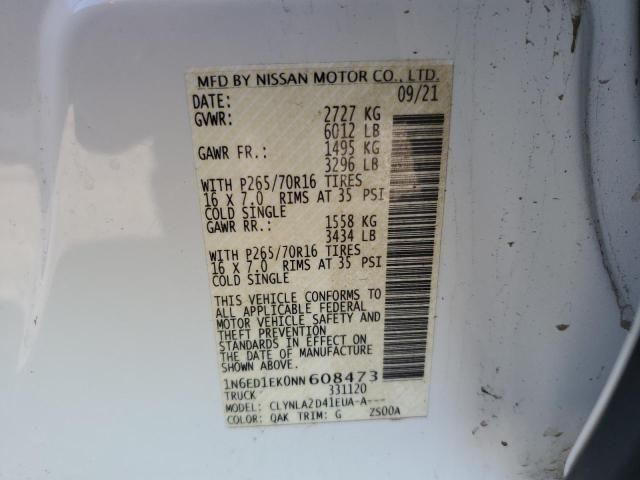 MFD BY NISSAN MOTOR CO., LTD.
DATE: 09/21
GVWR: 2727 KG
6012 LB
GAWR FR.: 1495 KG
3296 LB
WITH P265/70R16 TIRES
16 X 7.0 RIMS AT 35 PSI
COLD SINGLE
GAWR RR.: 1558 KG
3434 LB
WITH P265/70R16 TIRES
16 X 7.0 RIMS AT 35 PSI
COLD SINGLE
THIS VEHICLE CONFORMS TO
ALL APPLICABLE FEDERAL
MOTOR VEHICLE SAFETY AND
THEFT PREVENTION
STANDARDS IN EFFECT ON
THE DATE OF MANUFACTURE
SHOWN ABOVE.
1N6ED1EK0NN608473
TRUCK 331120
MODEL: CLYNLA2D41EUA-A---
COLOR: QAK TRIM: G ZS00A